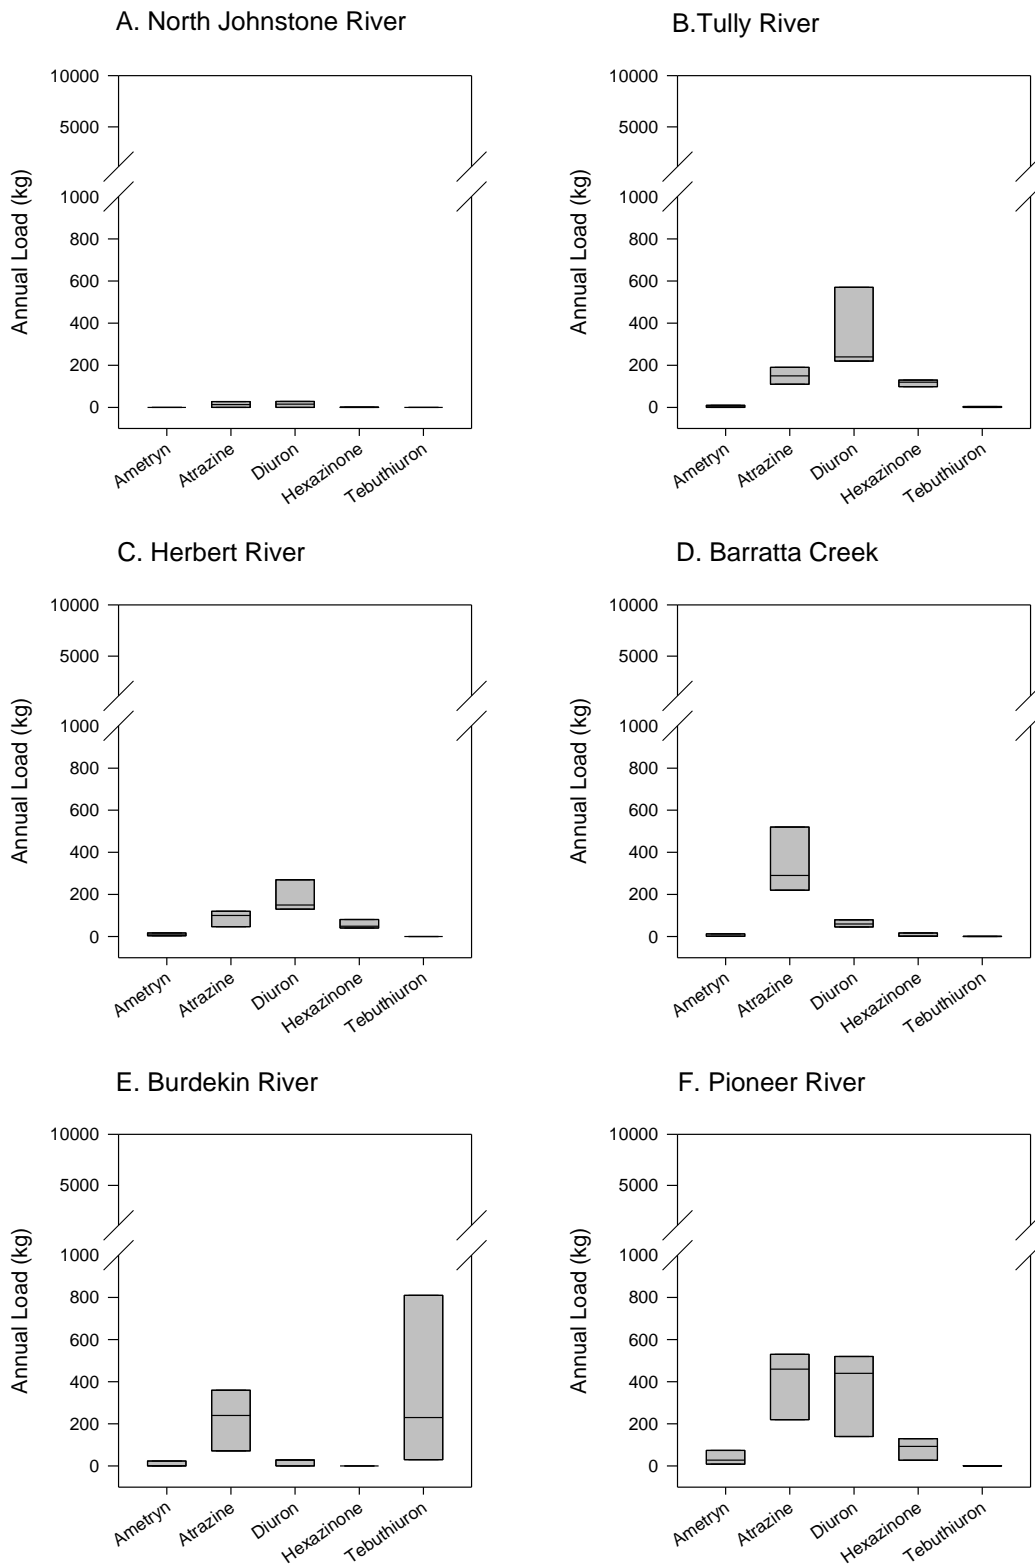 A. North Johnstone River
10000
5000
1000
800
600
400
200
0
Annual Load (kg)
Ametryn
Atrazine
Diuron
Hexazinone
Tebuthiuron
B.Tully River
10000
5000
1000
800
600
400
200
0
Annual Load (kg)
Ametryn
Atrazine
Diuron
Hexazinone
Tebuthiuron
C. Herbert River
10000
5000
1000
800
600
400
200
0
Annual Load (kg)
Ametryn
Atrazine
Diuron
Hexazinone
Tebuthiuron
D. Barratta Creek
10000
5000
1000
800
600
400
200
0
Annual Load (kg)
Ametryn
Atrazine
Diuron
Hexazinone
Tebuthiuron
E. Burdekin River
10000
5000
1000
800
600
400
200
0
Annual Load (kg)
Ametryn
Atrazine
Diuron
Hexazinone
Tebuthiuron
F. Pioneer River
10000
5000
1000
800
600
400
200
0
Annual Load (kg)
Ametryn
Atrazine
Diuron
Hexazinone
Tebuthiuron